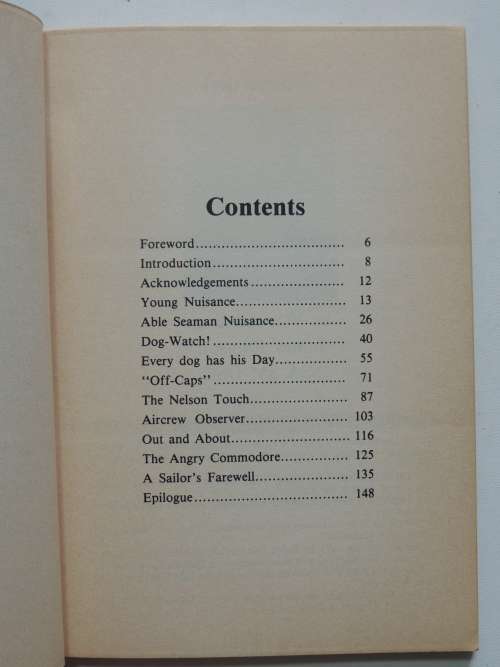 Contents
Foreword.................................. 6
Introduction.............................. 8
Acknowledgements ..................... 12
Young Nuisance......................... 13
Able Seaman Nuisance................ 26
Dog-Watch! .............................. 40
Every dog has his Day................ 55
"Off-Caps" .............................. 71
The Nelson Touch...................... 87
Aircrew Observer....................... 103
Out and About........................... 116
The Angry Commodore............... 125
A Sailor's Farewell..................... 135
Epilogue................................... 148